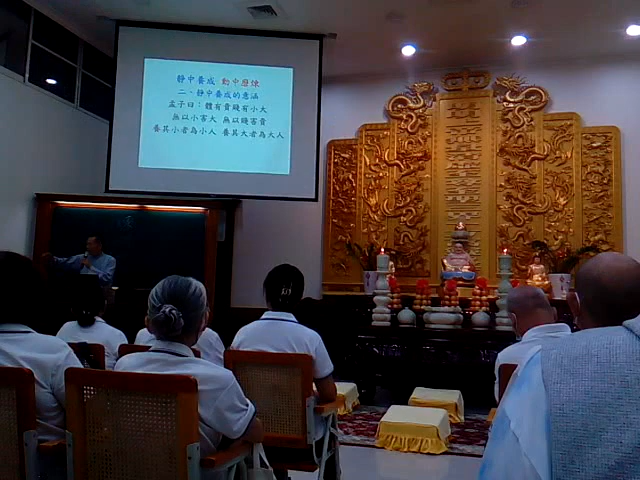 靜中養成 動中磨煉
二、靜中養成的意涵
孟子曰：體有貴賤有小大
無以小害大 無以賤害貴
養其小者為小人 養其大者為大人